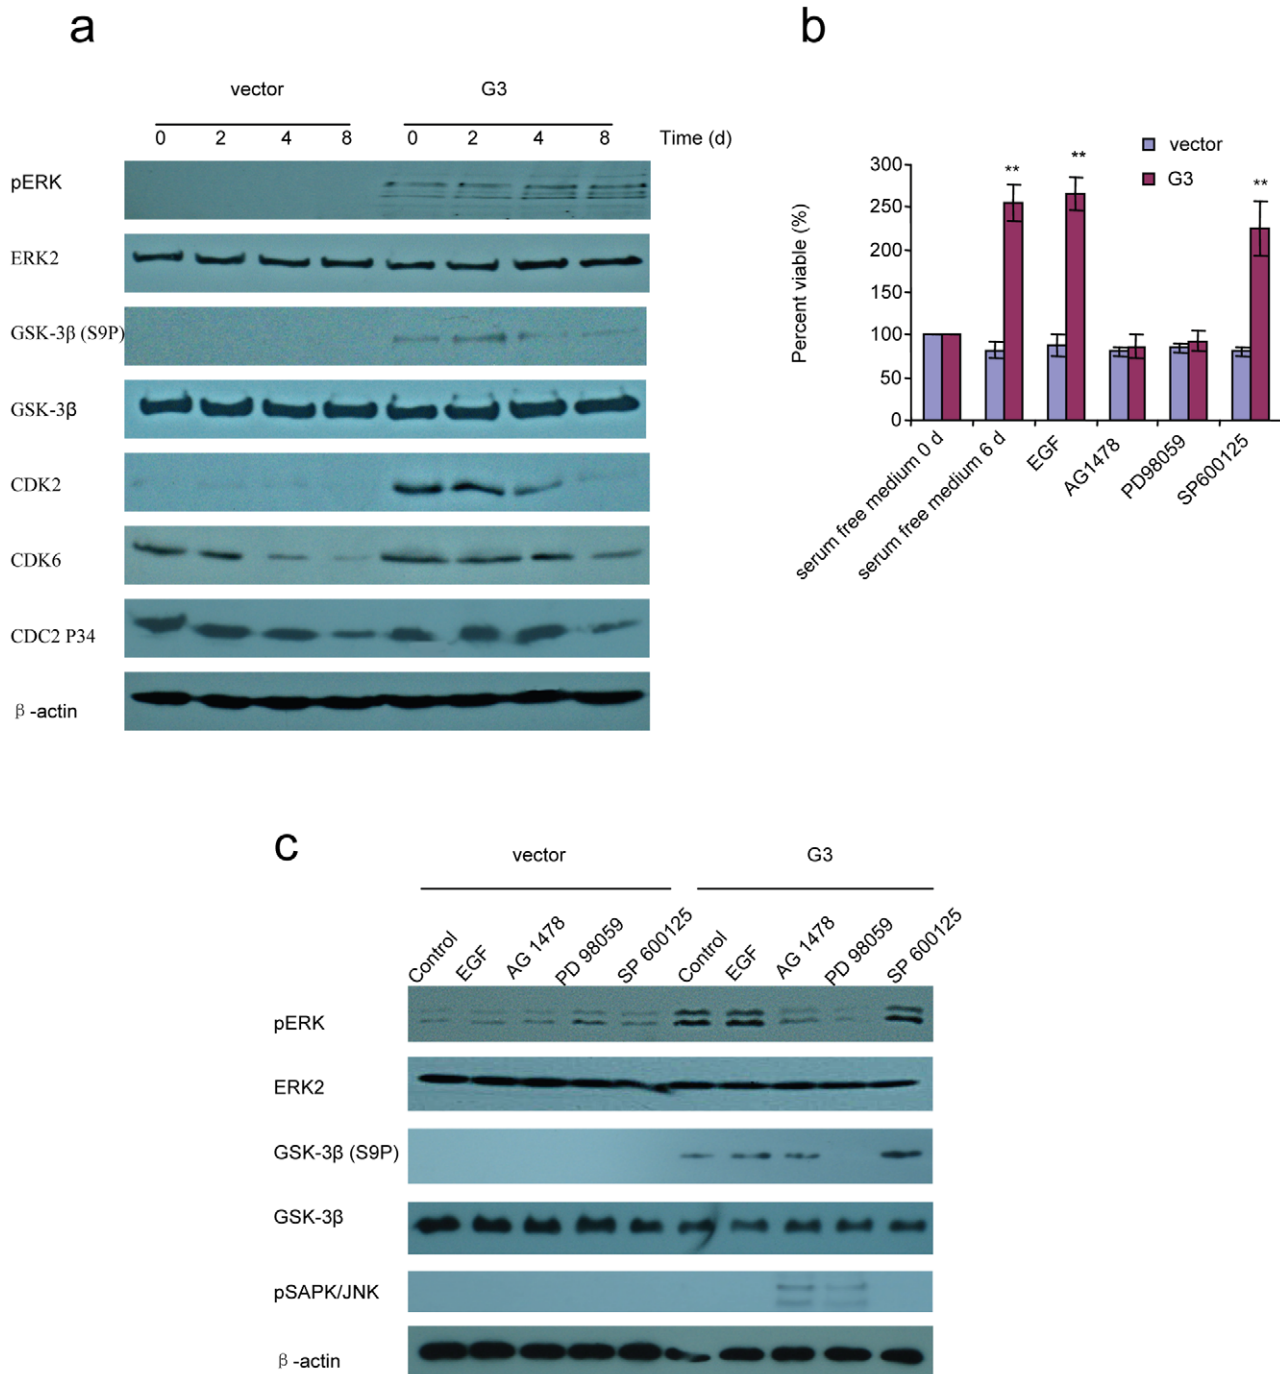 a
vector G3
0 2 4 8 0 2 4 8 Time (d)
pERK
ERK2
GSK-3β (S9P)
GSK-3β
CDK2
CDK6
CDC2 P34
β-actin
b
vector
G3
Percent viable (%)
300
250
200
150
100
50
0
** ** **
serum free medium 0 d
serum free medium 6 d
EGF
AG1478
PD98059
SP600125
c
vector G3
Control EGF AG 1478 PD 98059 SP 600125 Control EGF AG 1478 PD 98059 SP 600125
pERK
ERK2
GSK-3β (S9P)
GSK-3β
pSAPK/JNK
β-actin